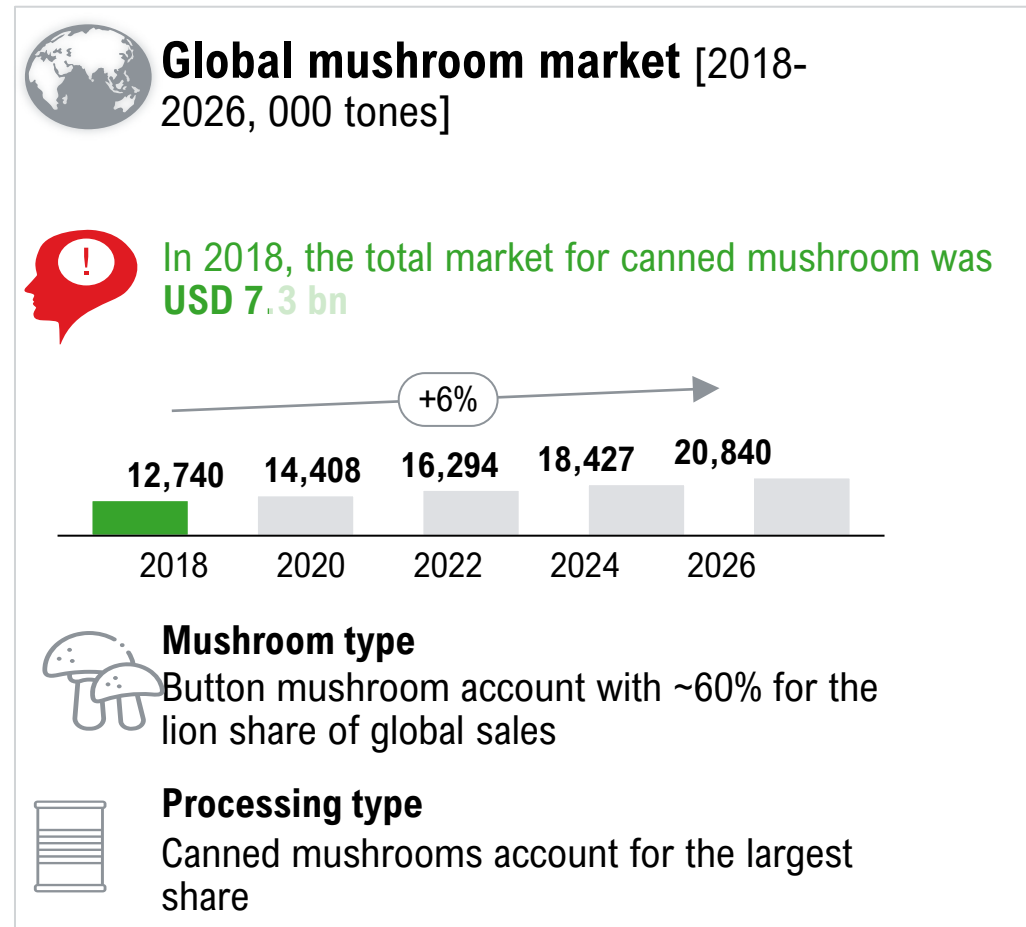 Global mushroom market [2018-
2026, 000 tones]
!
In 2018, the total market for canned mushroom was
USD 7.3 bn
+6%
12,740 14,408 16,294 18,427 20,840
2018 2020 2022 2024 2026
Mushroom type
Button mushroom account with ~60% for the
lion share of global sales
Processing type
Canned mushrooms account for the largest
share